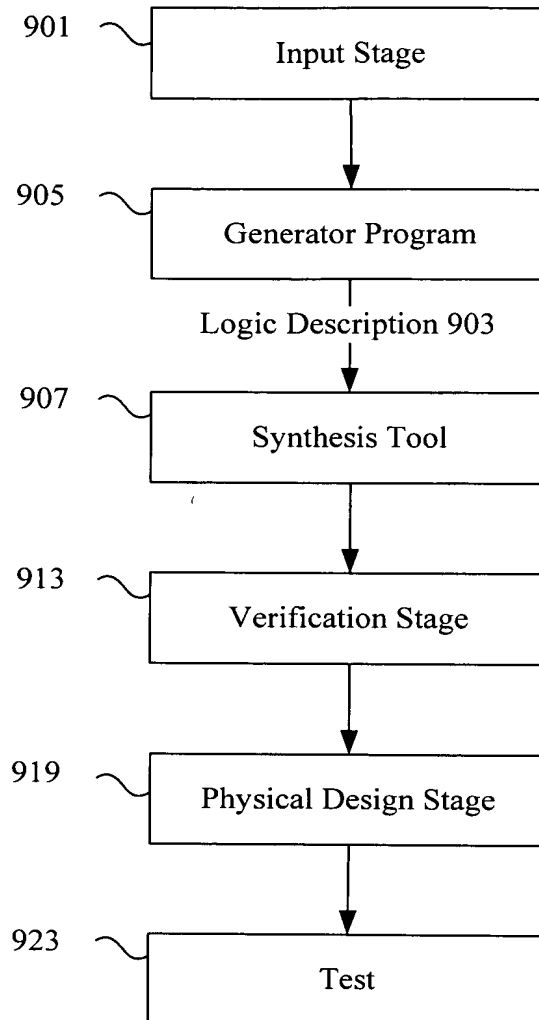 901
Input Stage
905
Generator Program
Logic Description 903
907
Synthesis Tool
913
Verification Stage
919
Physical Design Stage
923
Test